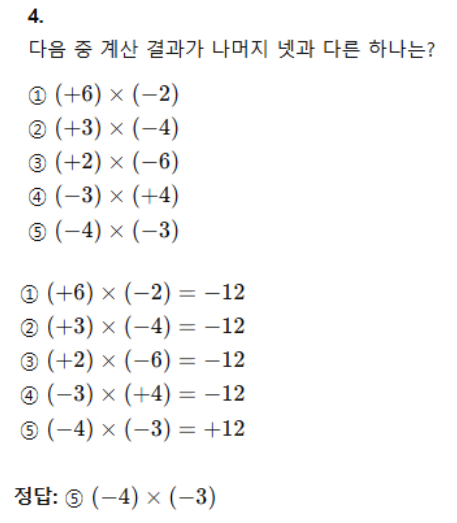 4.
다음 중 계산 결과가 나머지 넷과 다른 하나는?
① (+6) × (−2)
② (+3) × (−4)
③ (+2) × (−6)
④ (−3) × (+4)
⑤ (−4) × (−3)
① (+6) × (−2) = −12
② (+3) × (−4) = −12
③ (+2) × (−6) = −12
④ (−3) × (+4) = −12
⑤ (−4) × (−3) = +12
정답: ⑤ (−4) × (−3)